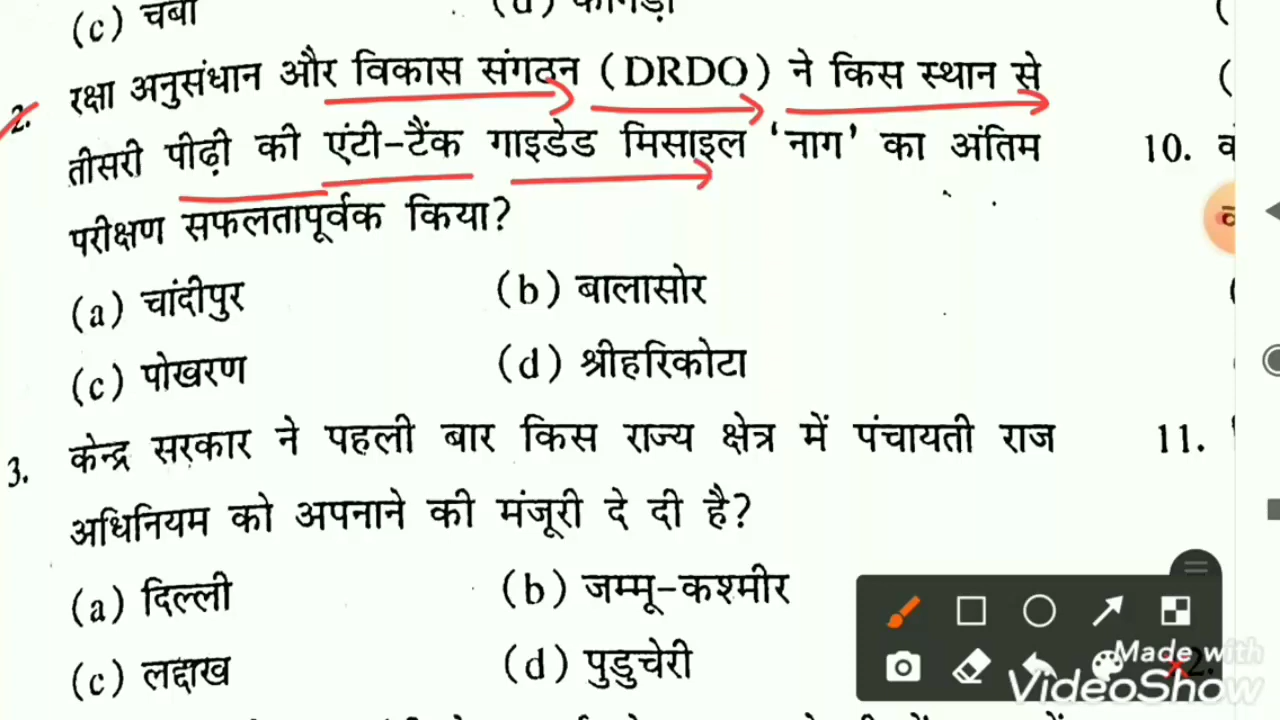 (c) चंबा (d) कांगड़ा
2. रक्षा अनुसंधान और विकास संगठन (DRDO) ने किस स्थान से
तीसरी पीढ़ी की एंटी-टैंक गाइडेड मिसाइल 'नाग' का अंतिम
परीक्षण सफलतापूर्वक किया?
(a) चांदीपुर (b) बालासोर
(c) पोखरण (d) श्रीहरिकोटा
3. केन्द्र सरकार ने पहली बार किस राज्य क्षेत्र में पंचायती राज
अधिनियम को अपनाने की मंजूरी दे दी है?
(a) दिल्ली (b) जम्मू-कश्मीर
(c) लद्दाख (d) पुडुचेरी
10.
11.
Made with
VideoShow